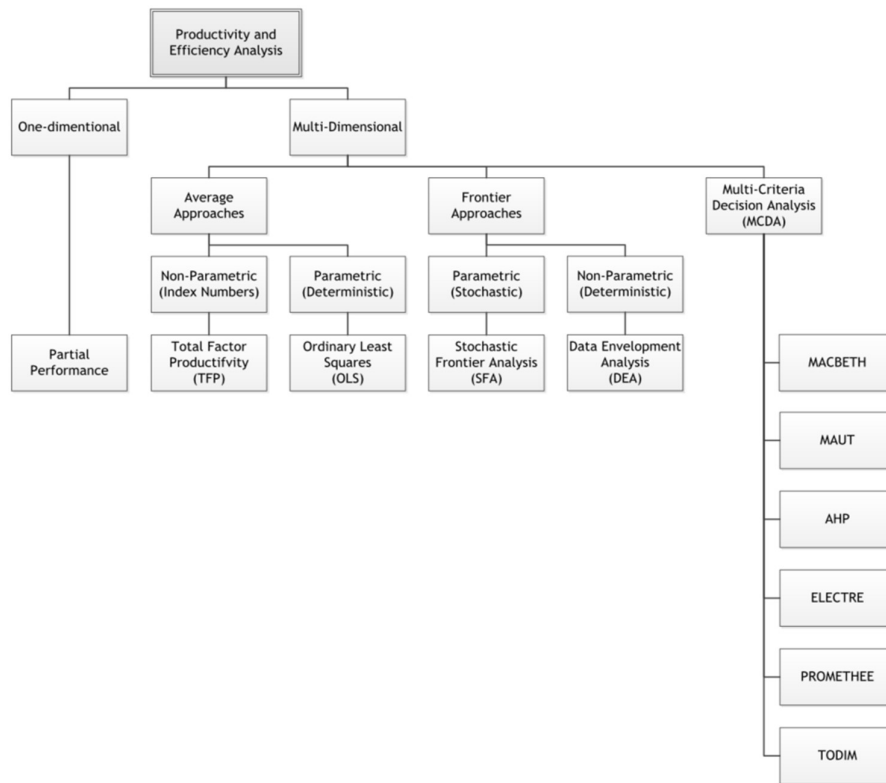 Productivity and
Efficiency Analysis
One-dimentional
Multi-Dimensional
Average
Approaches
Frontier
Approaches
Multi-Criteria
Decision Analysis
(MCDA)
Non-Parametric
(Index Numbers)
Parametric
(Deterministic)
Parametric
(Stochastic)
Non-Parametric
(Deterministic)
Partial
Performance
Total Factor
Productifvity
(TFP)
Ordinary Least
Squares
(OLS)
Stochastic
Frontier Analysis
(SFA)
Data Envelopment
Analysis
(DEA)
MACBETH
MAUT
AHP
ELECTRE
PROMETHEE
TODIM